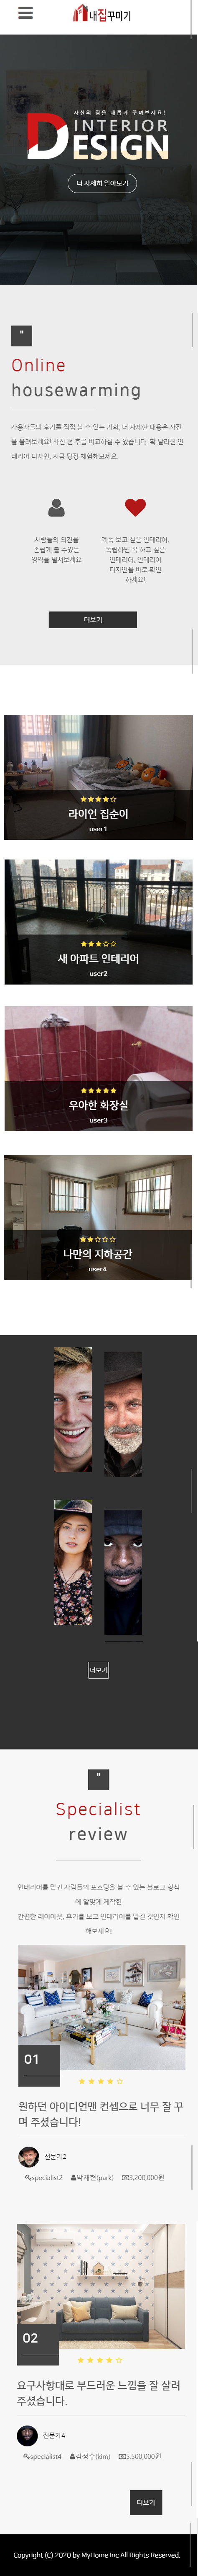 내집꾸미기
자신의 집을 새롭게 꾸며보세요!
INTERIOR
DESIGN
더 자세히 알아보기
"
Online
housewarming
사용자들의 후기를 직접 볼 수 있는 기회, 더 자세한 내용은 사진
을 올려보세요! 사진 전 후를 비교하실 수 있습니다. 확 달라진 인
테리어 디자인, 지금 당장 체험해보세요.
사람들의 의견을
손쉽게 볼 수있는
영역을 펼쳐보세요
계속 보고 싶은 인테리어,
독립하면 꼭 하고 싶은
인테리어, 인테리어
디자인을 바로 확인
하세요!
더보기
라이언 집순이
user1
새 아파트 인테리어
user2
우아한 화장실
user3
나만의 지하공간
user4
더보기
"
Specialist
review
인테리어를 맡긴 사람들의 포스팅을 볼 수 있는 블로그 형식
에 알맞게 제작한
간편한 레이아웃, 후기를 보고 인테리어를 맡길 것인지 확인
해보세요!
01
원하던 아이디언맨 컨셉으로 너무 잘 꾸
며 주셨습니다!
전문가2
specialist2 박재현(park) 3,200,000원
02
요구사항대로 부드러운 느낌을 잘 살려
주셨습니다.
전문가4
specialist4 김정수(kim) 5,500,000원
더보기
Copyright (C) 2020 by MyHome Inc All Rights Reserved.